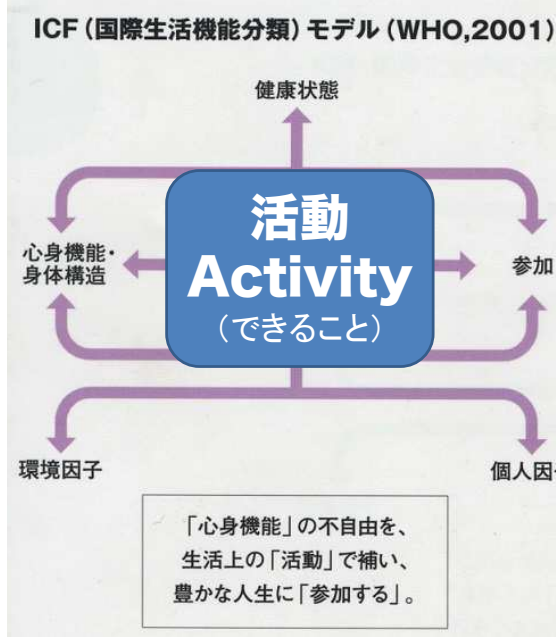 ICF(国際生活機能分類)モデル(WHO,2001)
健康状態
活動
Activity
(できること)
心身機能・
身体構造
参加
環境因子
個人因
「心身機能」の不自由を、
生活上の「活動」で補い、
豊かな人生に「参加する」。